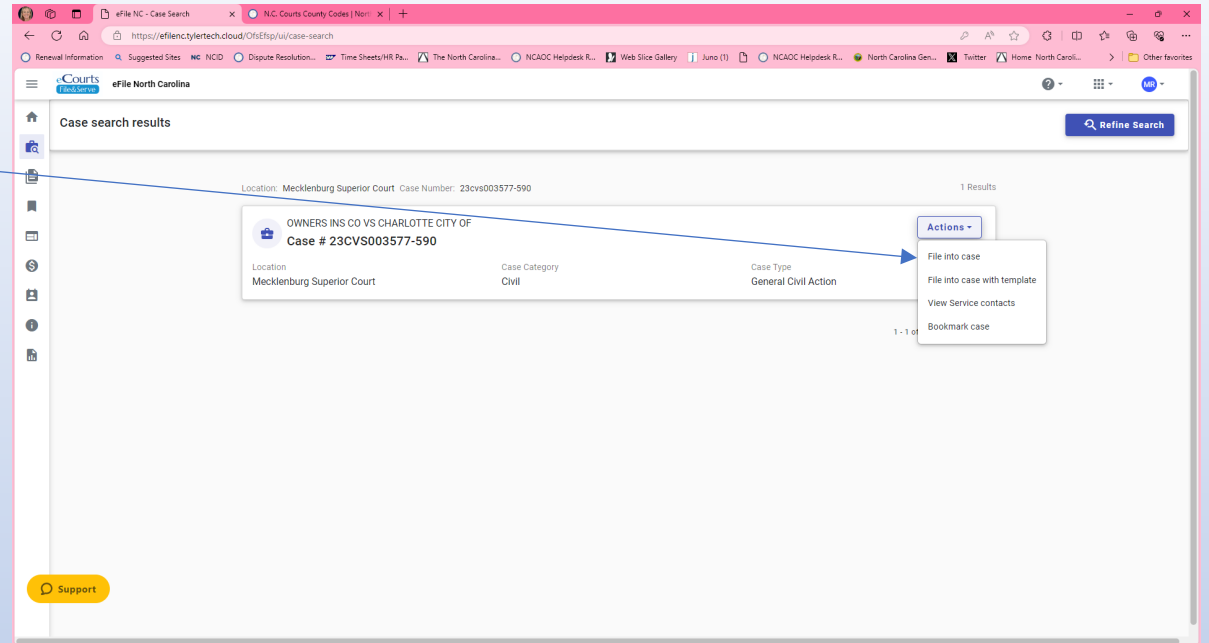 eFile NC - Case Search
N.C. Courts County Codes | Nort
https://efilenc.tylertech.cloud/OfsEfsp/ui/case-search
Renewal Information Suggested Sites NC NCID Dispute Resolution... Time Sheets/HR Pa... The North Carolina... NCAOC Helpdesk R... Web Slice Gallery Juno (1) NCAOC Helpdesk R... North Carolina Gen... X Twitter Home North Caroli... Other favorites
eCourts
File&Serve
eFile North Carolina
MR
Case search results
Refine Search
Location: Mecklenburg Superior Court Case Number: 23cvs003577-590
1 Results
OWNERS INS CO VS CHARLOTTE CITY OF
Case # 23CVS003577-590
Actions
Location
Mecklenburg Superior Court
Case Category
Civil
Case Type
General Civil Action
File into case
File into case with template
View Service contacts
Bookmark case
1 - 1 of
Support